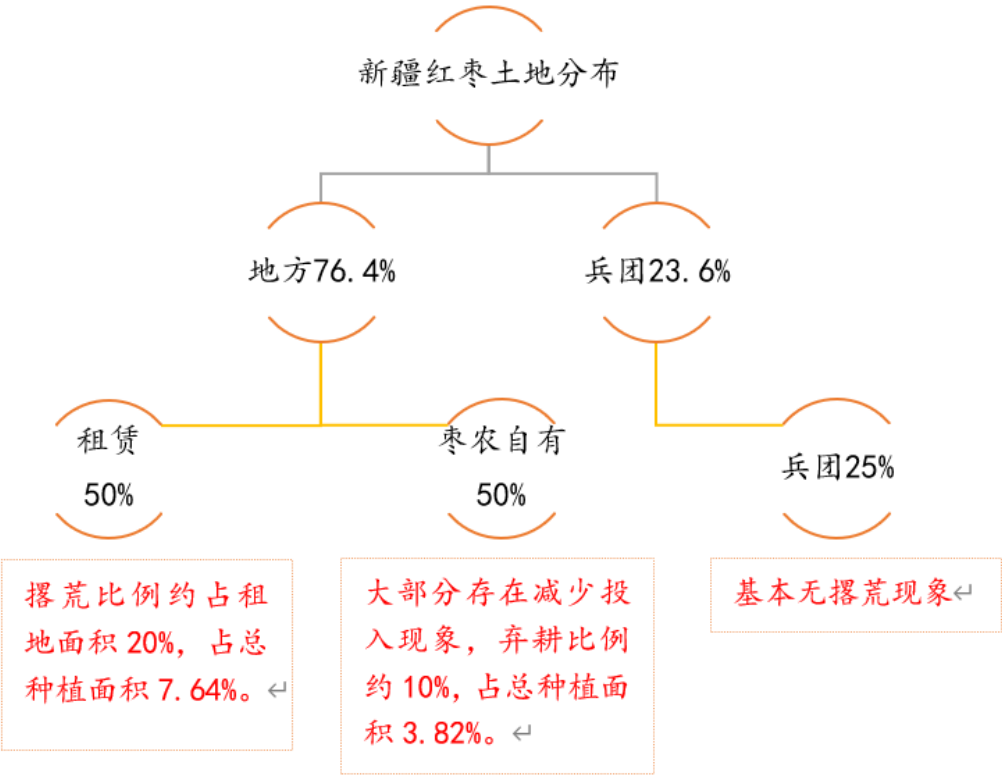 新疆红枣土地分布
地方76.4%
兵团23.6%
租赁
50%
枣农自有
50%
兵团25%
撂荒比例约占租
地面积20%，占总
种植面积7.64%。
大部分存在减少投
入现象，弃耕比例
约10%，占总种植面
积3.82%。
基本无撂荒现象